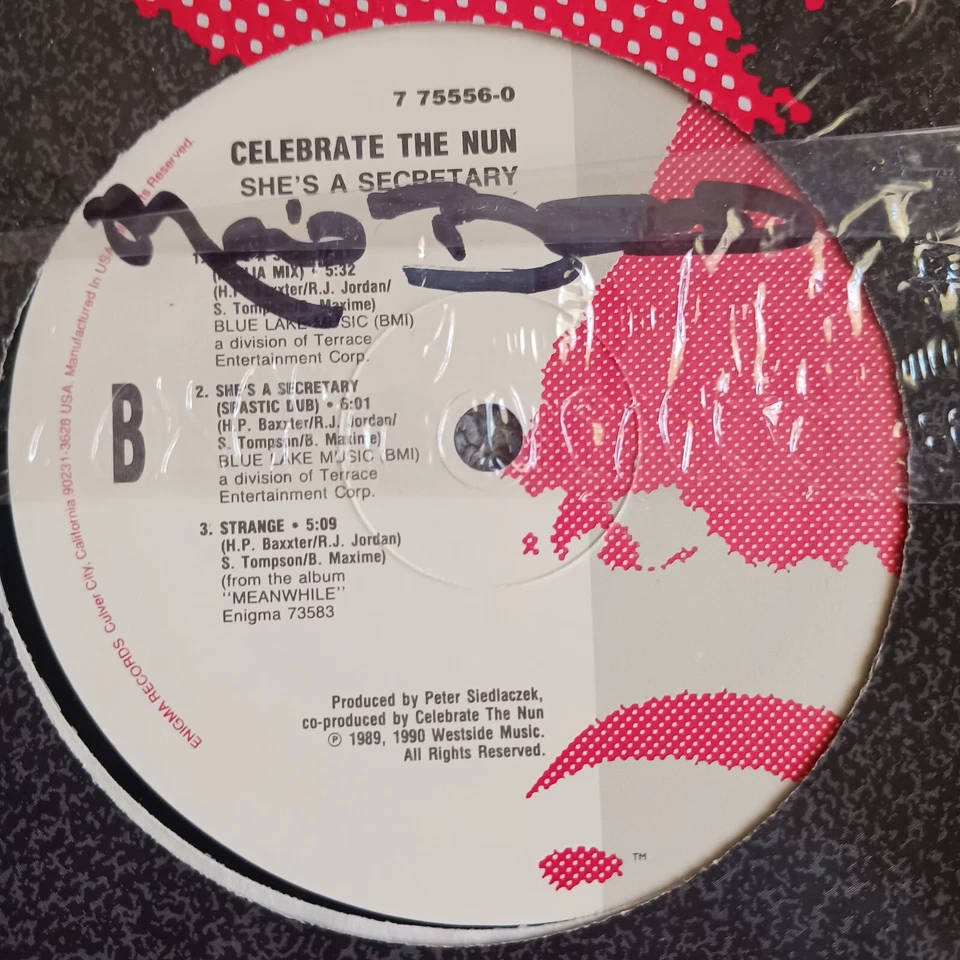 7 75556-0
CELEBRATE THE NUN
SHE'S A SECRETARY
MIX) • 5:32
R.J. Jordan/
BLUE LAKE MUSIC (BMI)
a division of Terrace
Entertainment Corp.
2. SHE'S A SECRETARY
(SPASTIC DUB) • 6:01
(H.P. Baxxter/R.J. Jordan/
S. Tompson/B. Maxime)
BLUE LAKE MUSIC (BMI)
a division of Terrace
Entertainment Corp.
B
3. STRANGE • 5:09
(H.P. Baxxter/R.J. Jordan)
S. Tompson/B. Maxime)
(from the album
"MEANWHILE"
Enigma 73583
Produced by Peter Siedlaczek,
co-produced by Celebrate The Nun
℗ 1989, 1990 Westside Music.
All Rights Reserved.
TM
ENIGMA RECORDS Culver City, California 90231-3628 USA. Manufactured in USA Reserved.